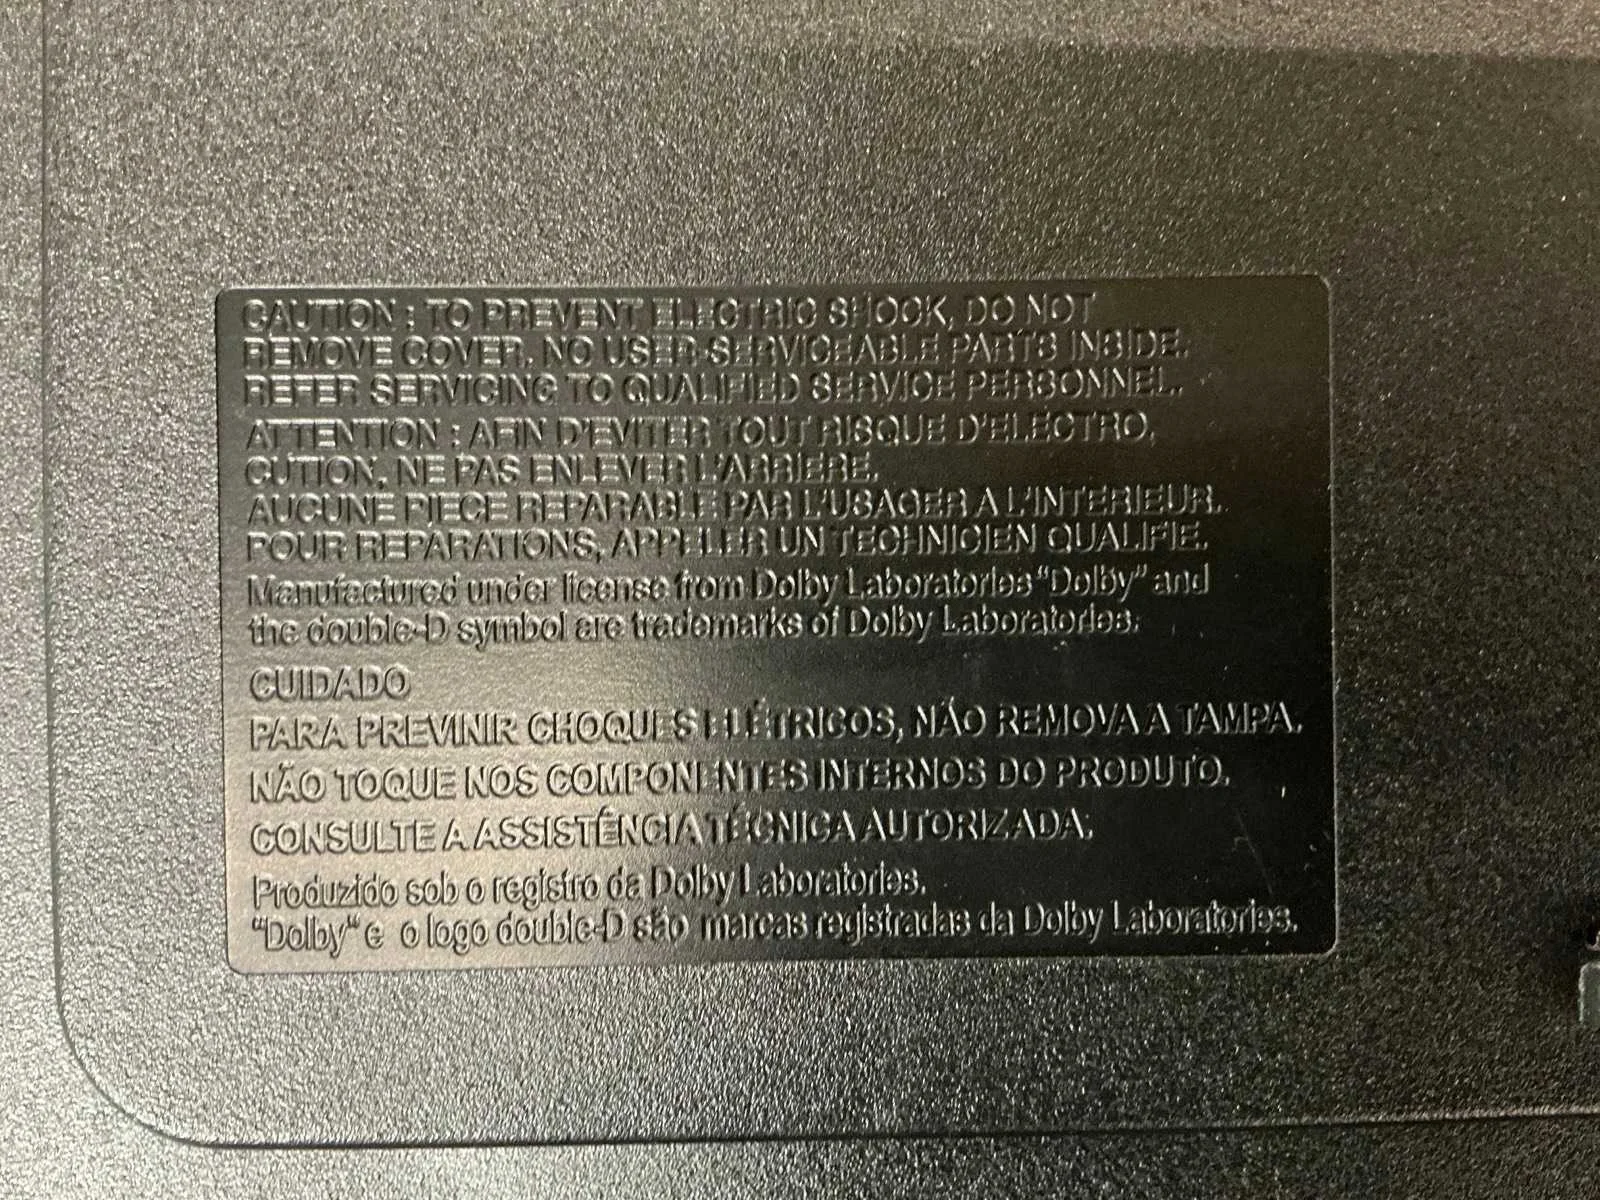 CAUTION : TO PREVENT ELECTRIC SHOCK, DO NOT
REMOVE COVER. NO USER-SERVICEABLE PARTS INSIDE.
REFER SERVICING TO QUALIFIED SERVICE PERSONNEL.
ATTENTION : AFIN D'EVITER TOUT RISQUE D'ELECTRO,
CUTION, NE PAS ENLEVER L'ARRIERE.
AUCUNE PIECE REPARABLE PAR L'USAGER A L'INTERIEUR.
POUR REPARATIONS, APPELER UN TECHNICIEN QUALIFIE.
Manufactured under license from Dolby Laboratories "Dolby" and
the double-D symbol are trademarks of Dolby Laboratories.
CUIDADO
PARA PREVINIR CHOQUES ELÉTRICOS, NÃO REMOVA A TAMPA.
NÃO TOQUE NOS COMPONENTES INTERNOS DO PRODUTO.
CONSULTE A ASSISTÊNCIA TÉCNICA AUTORIZADA.
Produzido sob o registro da Dolby Laboratories.
"Dolby" e o logo double-D são marcas registradas da Dolby Laboratories.